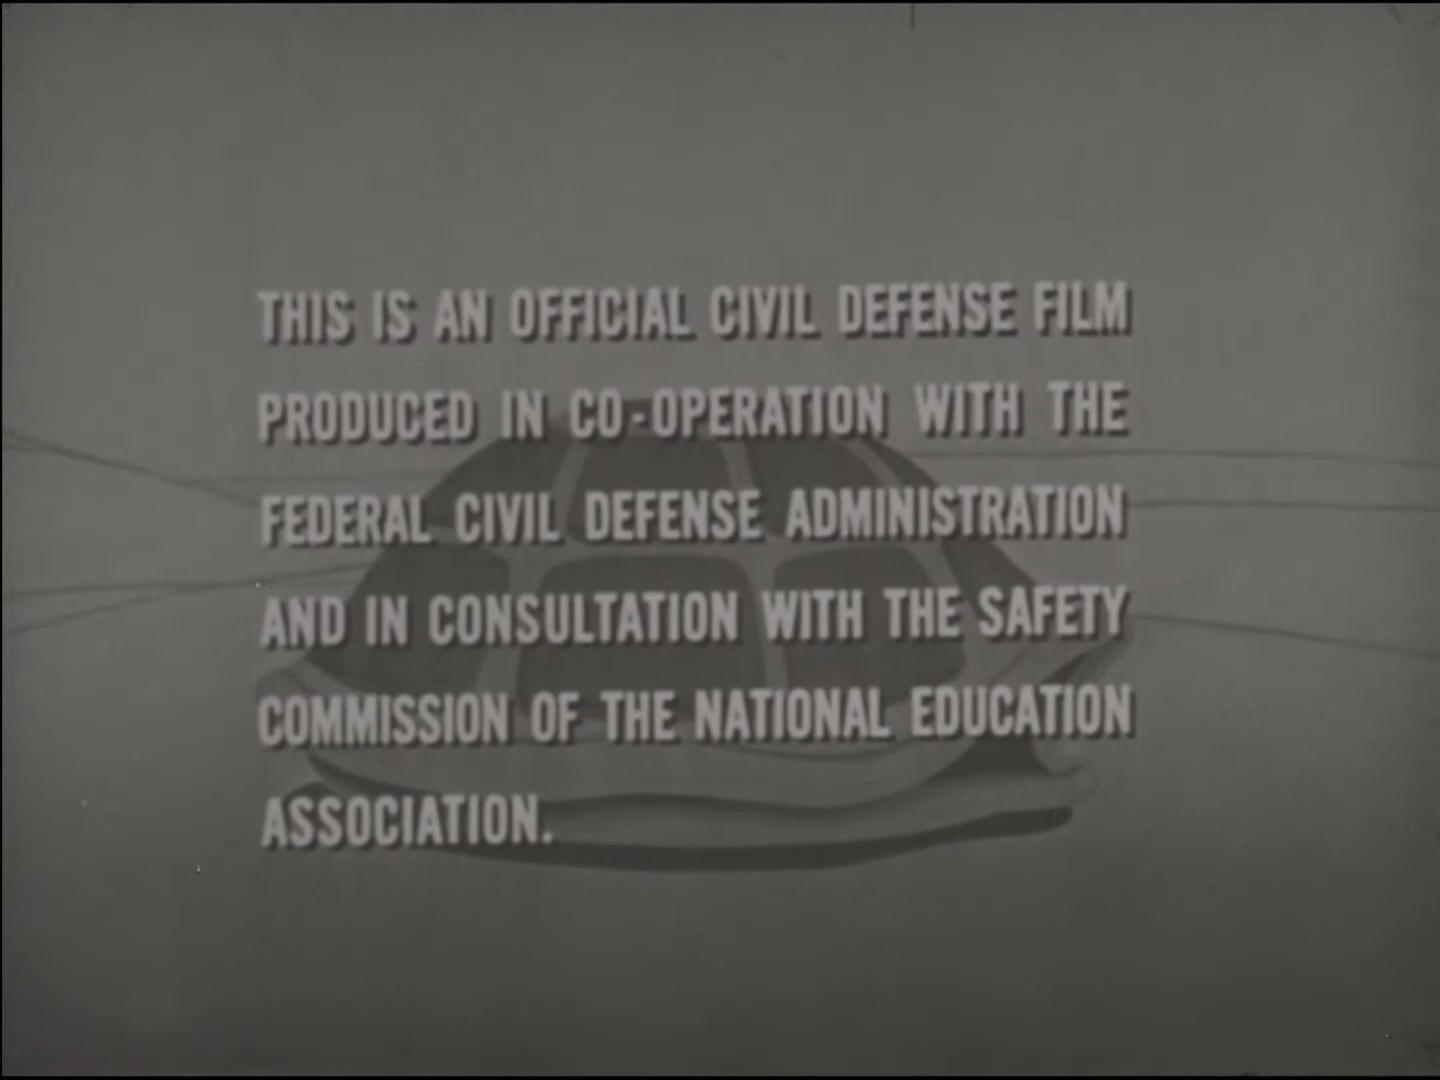 THIS IS AN OFFICIAL CIVIL DEFENSE FILM
PRODUCED IN CO-OPERATION WITH THE
FEDERAL CIVIL DEFENSE ADMINISTRATION
AND IN CONSULTATION WITH THE SAFETY
COMMISSION OF THE NATIONAL EDUCATION
ASSOCIATION.